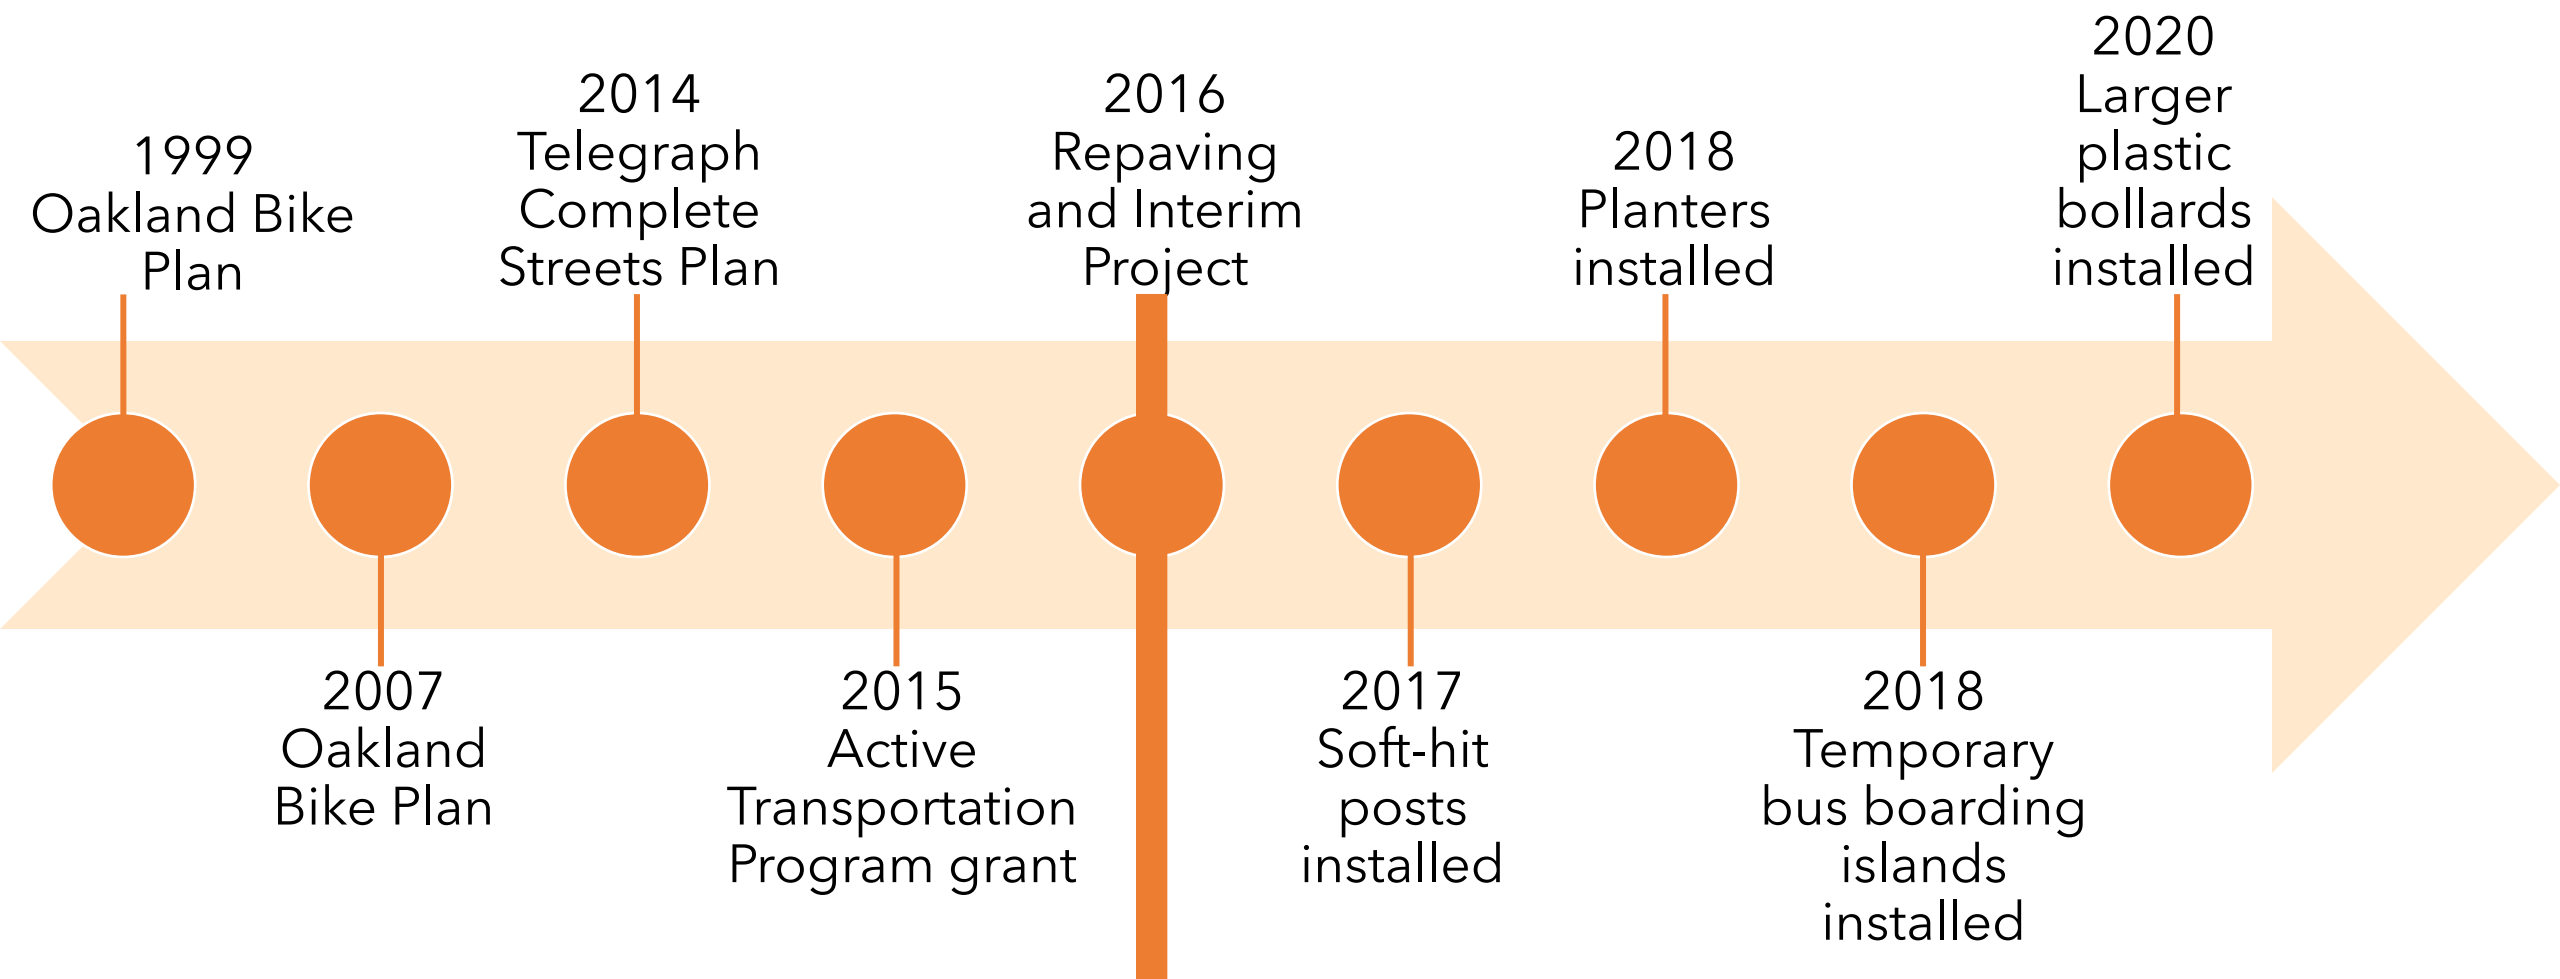 1999
Oakland Bike
Plan
2007
Oakland
Bike Plan
2014
Telegraph
Complete
Streets Plan
2015
Active
Transportation
Program grant
2016
Repaving
and Interim
Project
2017
Soft-hit
posts
installed
2018
Planters
installed
2018
Temporary
bus boarding
islands
installed
2020
Larger
plastic
bollards
installed